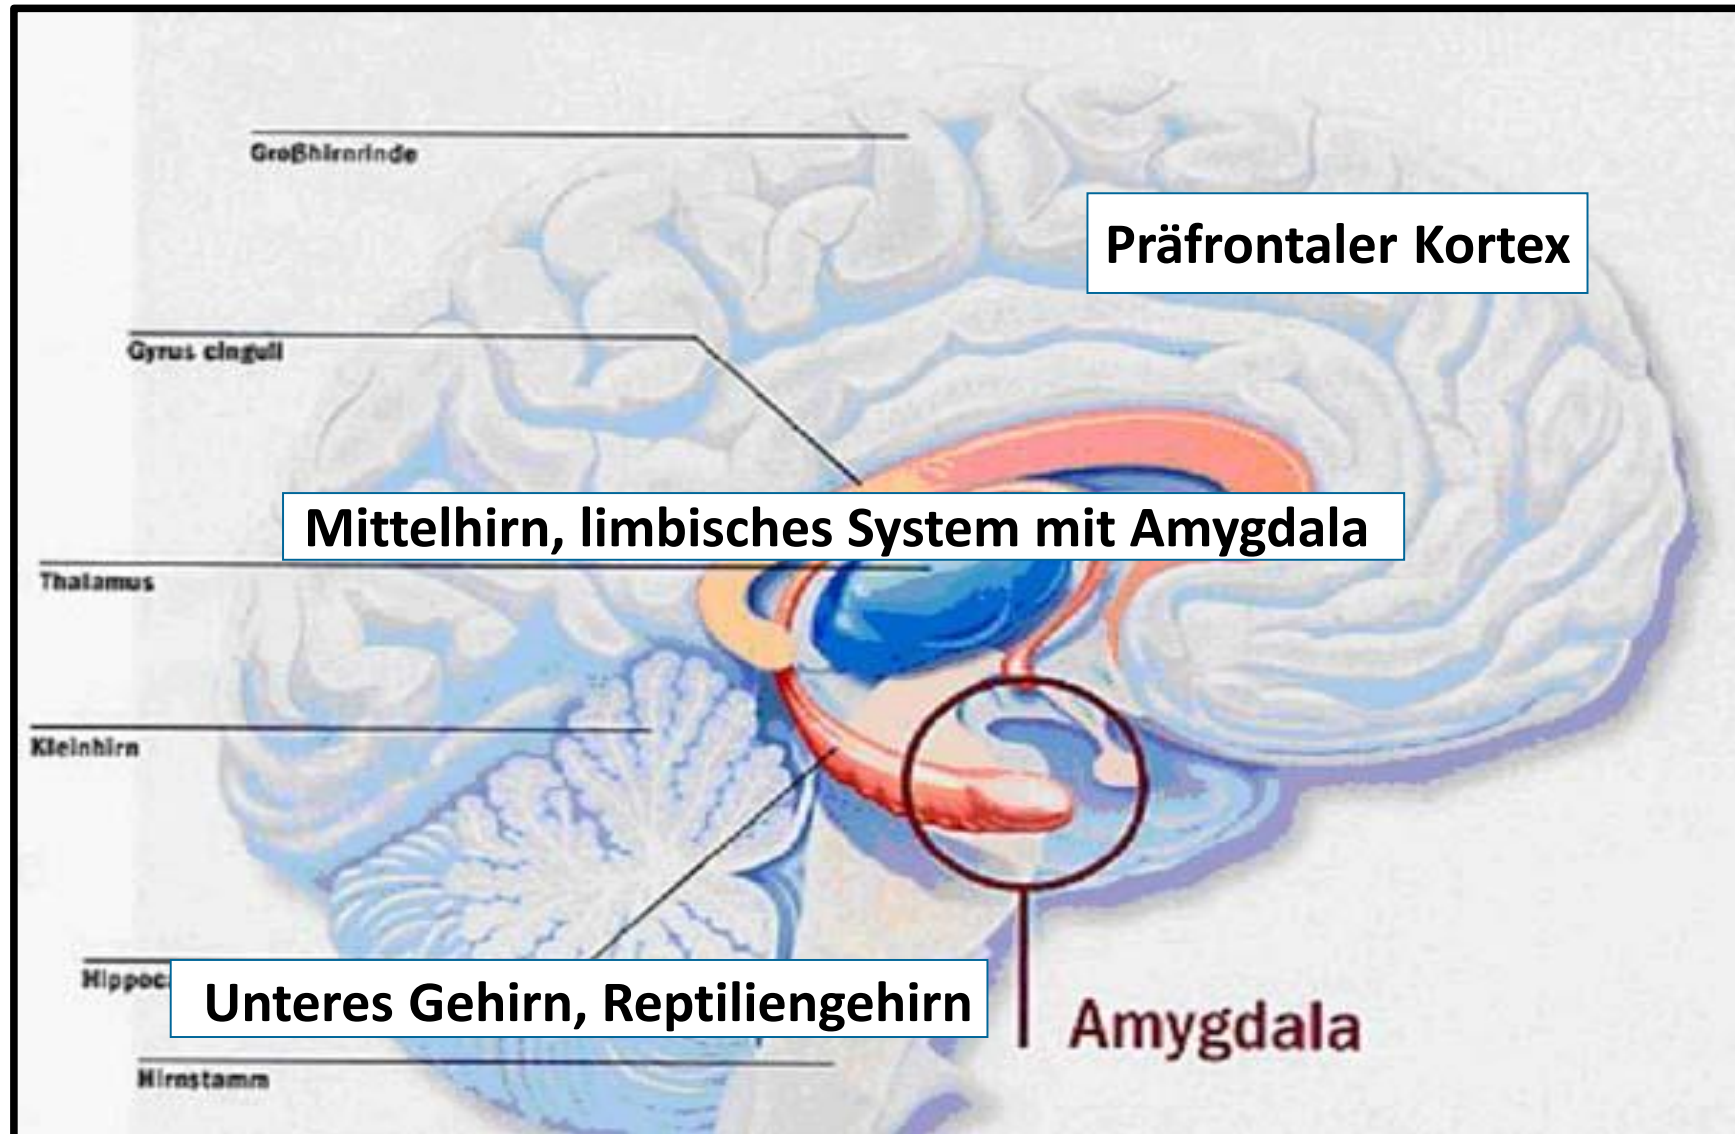 Großhirnrinde
Präfrontaler Kortex
Gyrus cinguli
Mittelhirn, limbisches System mit Amygdala
Thalamus
Kleinhirn
Unteres Gehirn, Reptiliengehirn
Amygdala
Hirnstamm